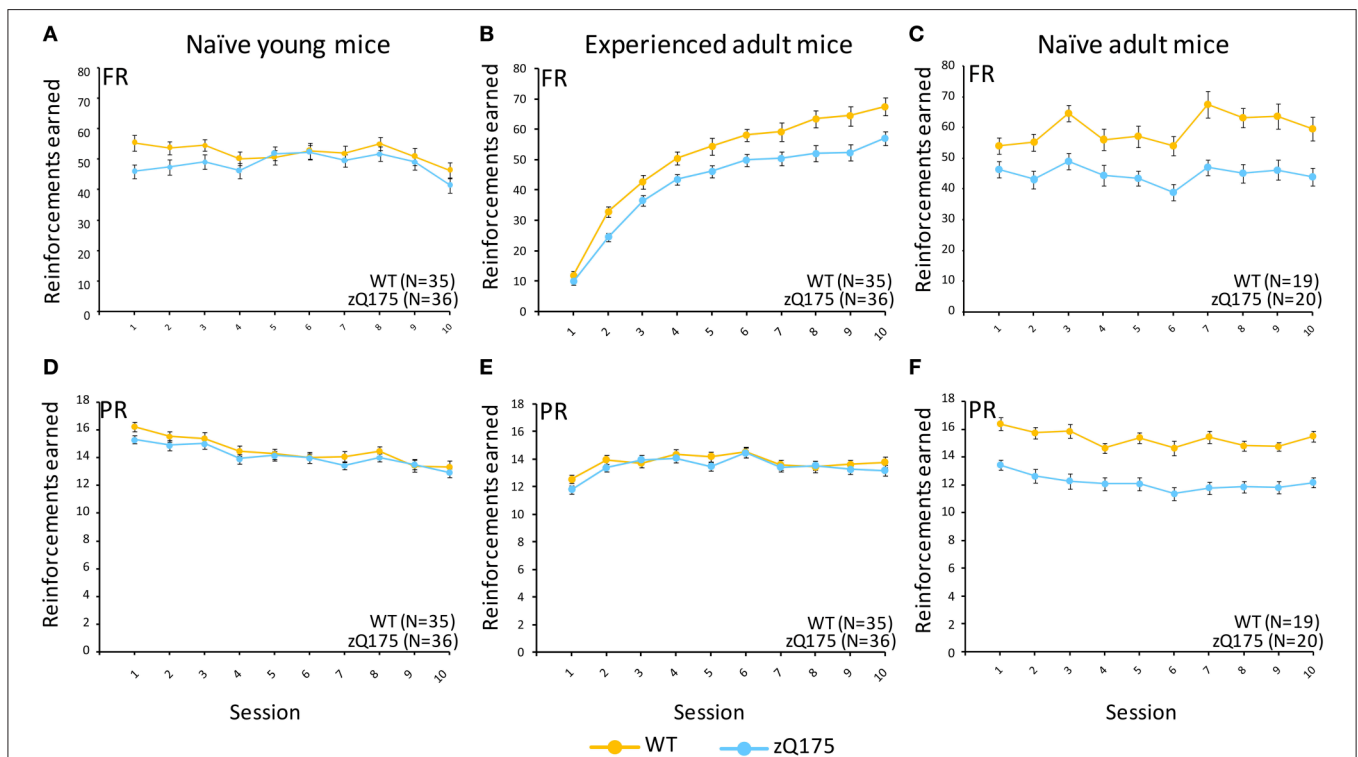 A Naïve young mice
B Experienced adult mice
C Naïve adult mice
FR
Reinforcements earned
80
70
60
50
40
30
20
10
0
1 2 3 4 5 6 7 8 9 10
WT (N=35)
zQ175 (N=36)
FR
Reinforcements earned
80
70
60
50
40
30
20
10
0
1 2 3 4 5 6 7 8 9 10
WT (N=35)
zQ175 (N=36)
FR
Reinforcements earned
80
70
60
50
40
30
20
10
0
1 2 3 4 5 6 7 8 9 10
WT (N=19)
zQ175 (N=20)
D
PR
Reinforcements earned
18
16
14
12
10
8
6
4
2
0
1 2 3 4 5 6 7 8 9 10
WT (N=35)
zQ175 (N=36)
Session
E
PR
Reinforcements earned
18
16
14
12
10
8
6
4
2
0
1 2 3 4 5 6 7 8 9 10
WT (N=35)
zQ175 (N=36)
Session
F
PR
Reinforcements earned
18
16
14
12
10
8
6
4
2
0
1 2 3 4 5 6 7 8 9 10
WT (N=19)
zQ175 (N=20)
Session
WT zQ175